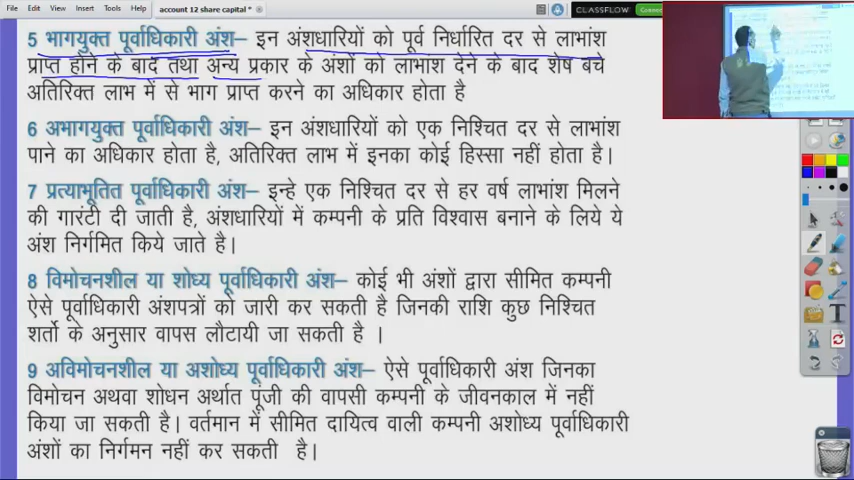 File Edit View Insert Tools Help account 12 share capital* CLASSFLOW
5 भागयुक्त पूर्वाधिकारी अंश– इन अंशधारियों को पूर्व निर्धारित दर से लाभांश
प्राप्त होने के बाद तथा अन्य प्रकार के अंशों को लाभांश देने के बाद शेष बचे
अतिरिक्त लाभ में से भाग प्राप्त करने का अधिकार होता है
6 अभागयुक्त पूर्वाधिकारी अंश– इन अंशधारियों को एक निश्चित दर से लाभांश
पाने का अधिकार होता है, अतिरिक्त लाभ में इनका कोई हिस्सा नहीं होता है।
7 प्रत्याभूतित पूर्वाधिकारी अंश– इन्हे एक निश्चित दर से हर वर्ष लाभांश मिलने
की गारंटी दी जाती है, अंशधारियों में कम्पनी के प्रति विश्वास बनाने के लिये ये
अंश निर्गमित किये जाते है।
8 विमोचनशील या शोध्य पूर्वाधिकारी अंश– कोई भी अंशों द्वारा सीमित कम्पनी
ऐसे पूर्वाधिकारी अंशपत्रों को जारी कर सकती है जिनकी राशि कुछ निश्चित
शर्तो के अनुसार वापस लौटायी जा सकती है ।
9 अविमोचनशील या अशोध्य पूर्वाधिकारी अंश– ऐसे पूर्वाधिकारी अंश जिनका
विमोचन अथवा शोधन अर्थात पूंजी की वापसी कम्पनी के जीवनकाल में नहीं
किया जा सकती है। वर्तमान में सीमित दायित्व वाली कम्पनी अशोध्य पूर्वाधिकारी
अंशों का निर्गमन नहीं कर सकती है।